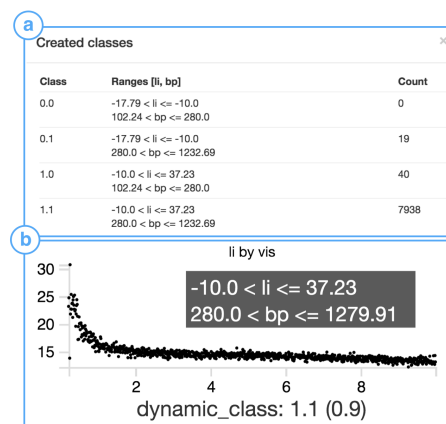 a
Created classes ×
Class Ranges [li, bp] Count
0.0 -17.79 < li <= -10.0 0
102.24 < bp <= 280.0
0.1 -17.79 < li <= -10.0 19
280.0 < bp <= 1232.69
1.0 -10.0 < li <= 37.23 40
102.24 < bp <= 280.0
1.1 -10.0 < li <= 37.23 7938
280.0 < bp <= 1232.69
b
li by vis
-10.0 < li <= 37.23
280.0 < bp <= 1279.91
30
25
20
15
2 4 6 8
dynamic_class: 1.1 (0.9)